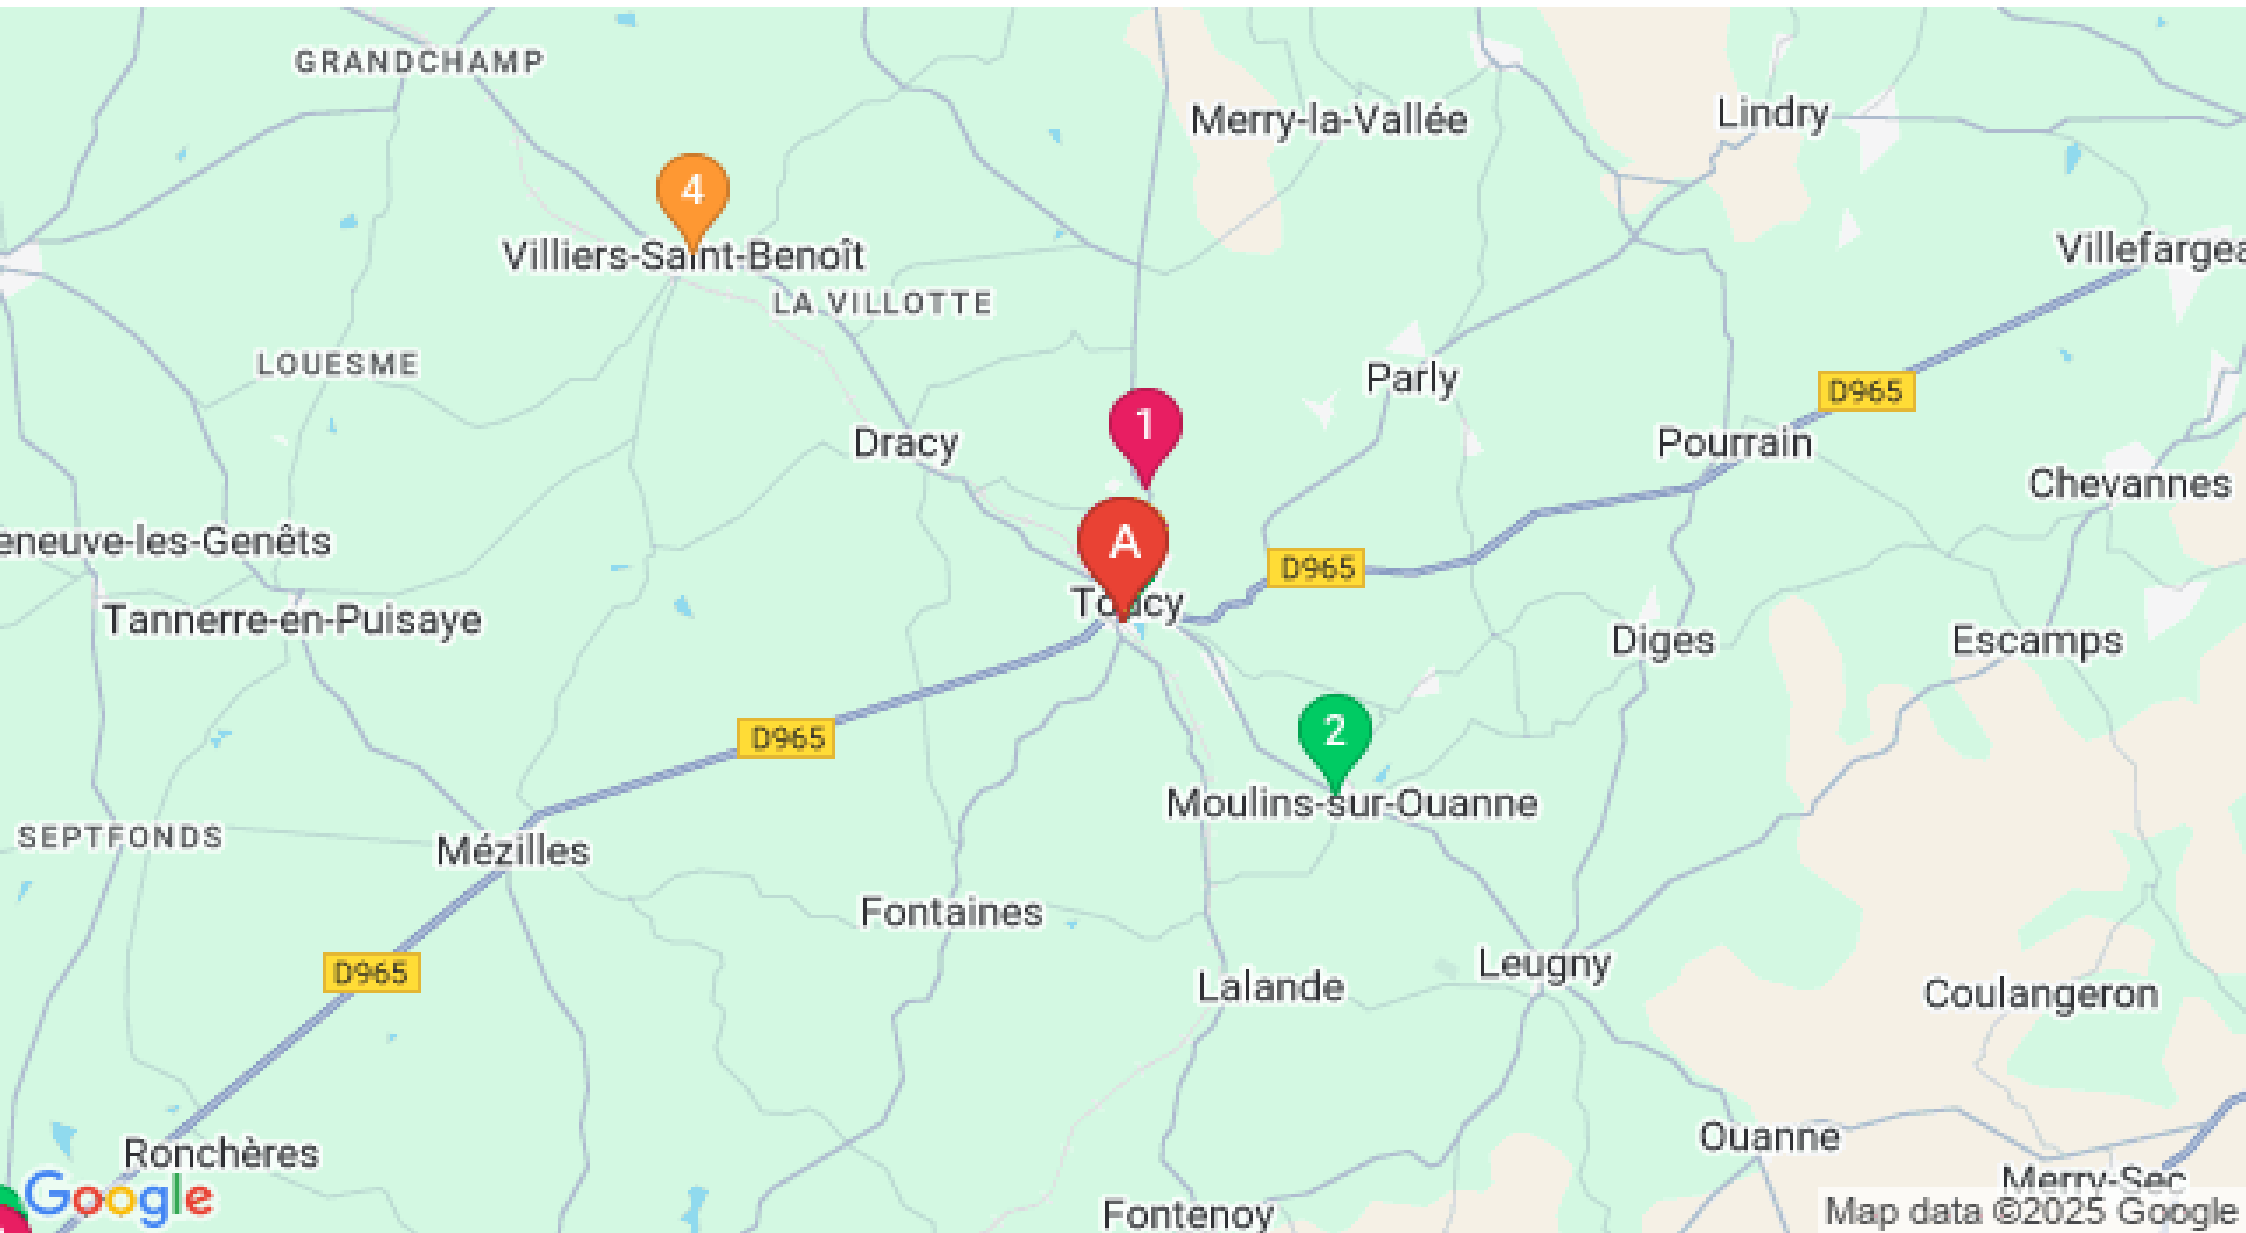 GRANDCHAMP
Merry-la-Vallée
Lindry
4
Villiers-Saint-Benoît
Villefargea
LA VILLOTTE
LOUESME
Parly
D965
1
Dracy
Pourrain
Chevannes
eneuve-les-Genêts
A
D965
Toucy
Tannerre-en-Puisaye
Diges
Escamps
2
D965
Moulins-sur-Ouanne
SEPTFONDS
Mézilles
Fontaines
D965
Leugny
Lalande
Coulangeron
Ouanne
Ronchères
Merry-Sec
Google
Fontenoy
Map data ©2025 Google